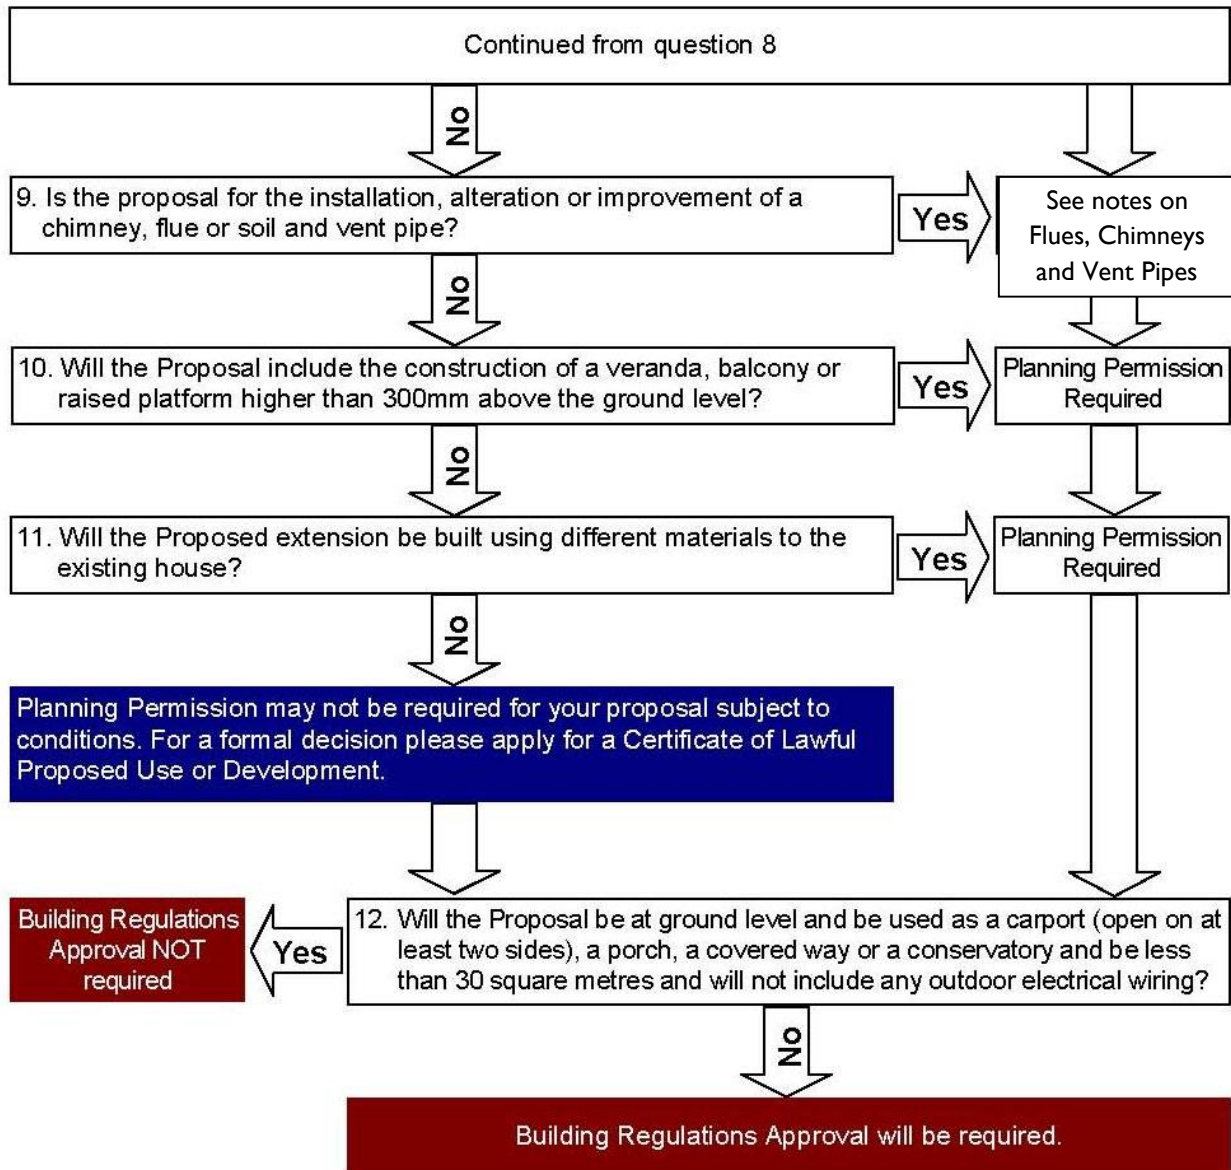 Continued from question 8
No
9. Is the proposal for the installation, alteration or improvement of a
chimney, flue or soil and vent pipe?
Yes
See notes on
Flues, Chimneys
and Vent Pipes
No
10. Will the Proposal include the construction of a veranda, balcony or
raised platform higher than 300mm above the ground level?
Yes
Planning Permission
Required
No
11. Will the Proposed extension be built using different materials to the
existing house?
Yes
Planning Permission
Required
No
Planning Permission may not be required for your proposal subject to
conditions. For a formal decision please apply for a Certificate of Lawful
Proposed Use or Development.
Building Regulations
Approval NOT
required
Yes
12. Will the Proposal be at ground level and be used as a carport (open on at
least two sides), a porch, a covered way or a conservatory and be less
than 30 square metres and will not include any outdoor electrical wiring?
No
Building Regulations Approval will be required.